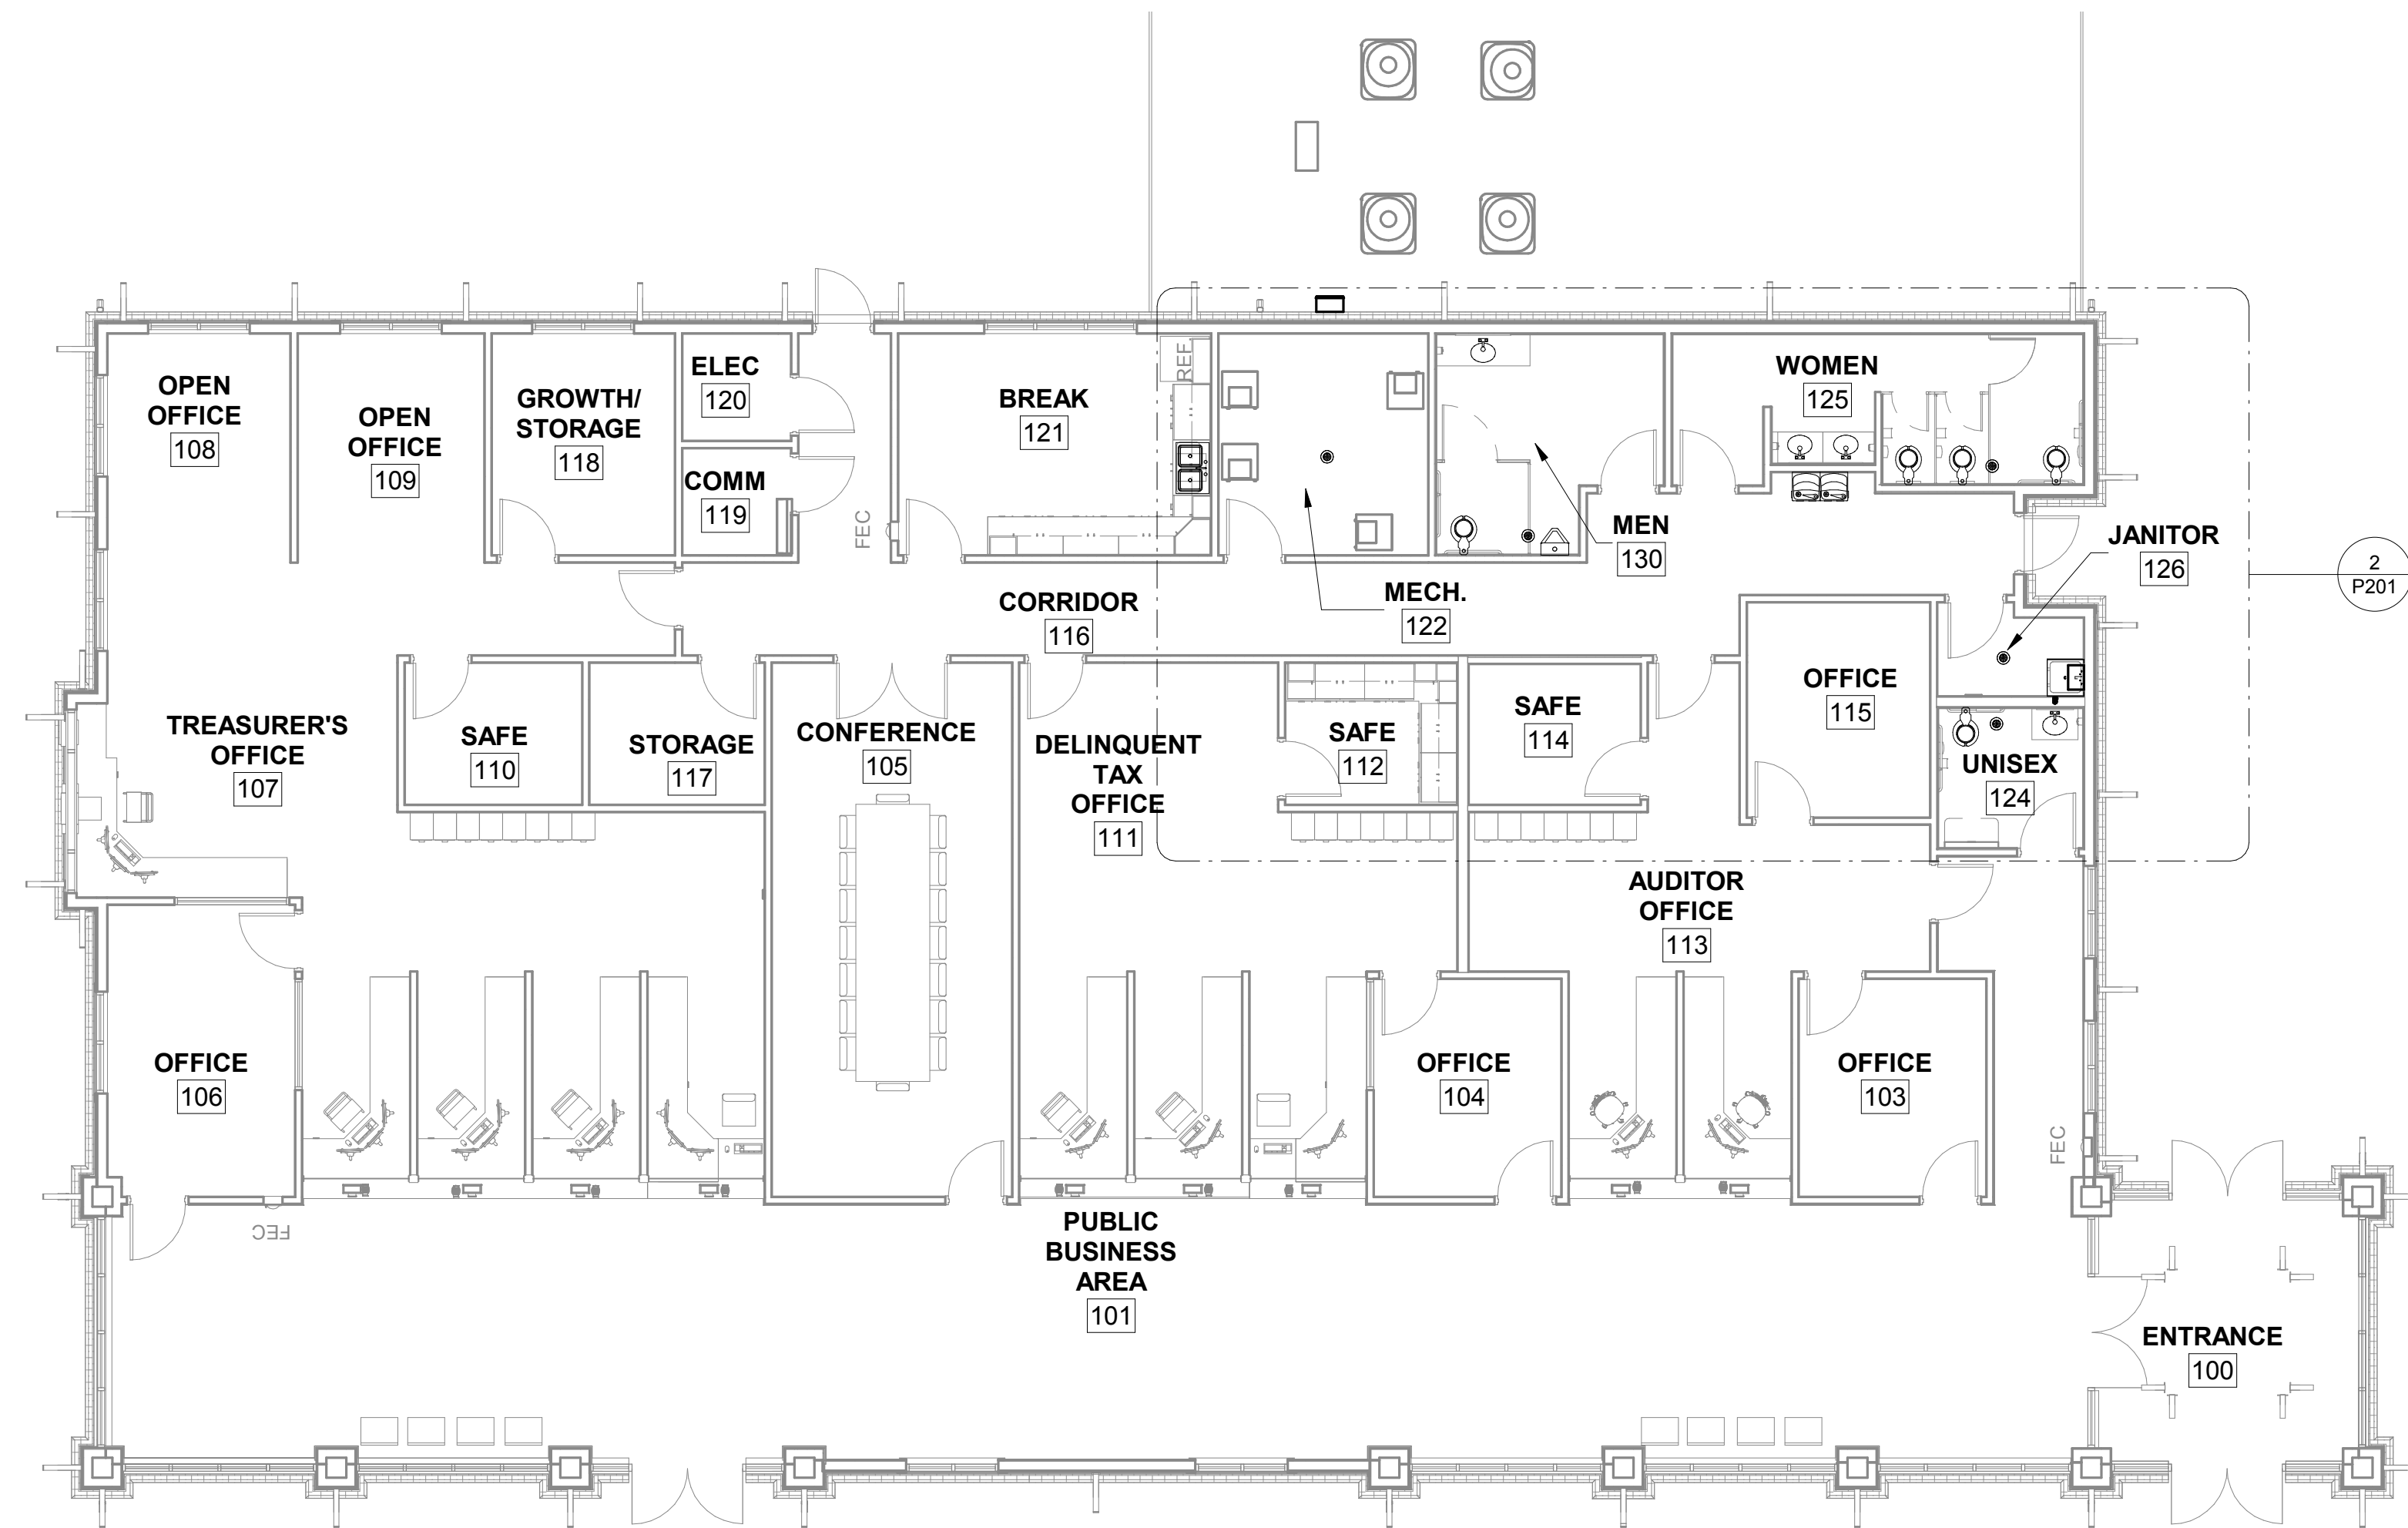 OPEN
OFFICE
108
OPEN
OFFICE
109
GROWTH/
STORAGE
118
ELEC
120
COMM
119
FEC
BREAK
121
REF
WOMEN
125
MEN
130
MECH.
122
JANITOR
126
2
P201
CORRIDOR
116
TREASURER'S
OFFICE
107
SAFE
110
STORAGE
117
CONFERENCE
105
DELINQUENT
TAX
OFFICE
111
SAFE
112
SAFE
114
OFFICE
115
UNISEX
124
AUDITOR
OFFICE
113
OFFICE
106
OFFICE
104
OFFICE
103
FEC
FEC
PUBLIC
BUSINESS
AREA
101
ENTRANCE
100